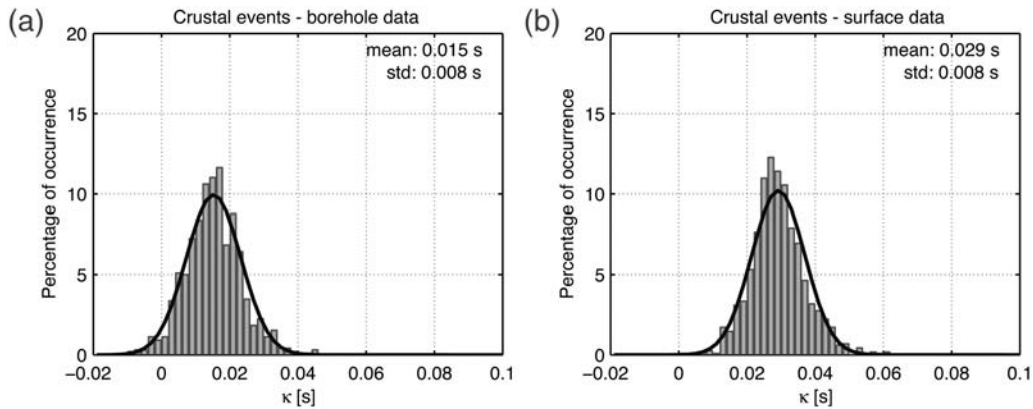 (a)
Crustal events - borehole data
mean: 0.015 s
std: 0.008 s
Percentage of occurrence
20
15
10
5
0
−0.02 0 0.02 0.04 0.06 0.08 0.1
κ [s]
(b)
Crustal events - surface data
mean: 0.029 s
std: 0.008 s
Percentage of occurrence
20
15
10
5
0
−0.02 0 0.02 0.04 0.06 0.08 0.1
κ [s]